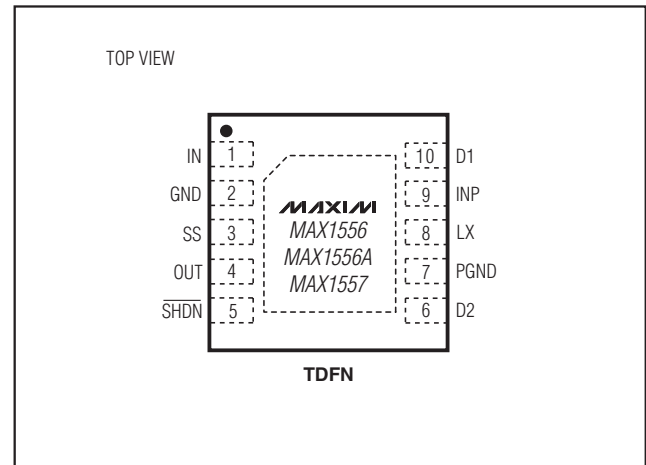 TOP VIEW
IN 1
GND 2
SS 3
OUT 4
SHDN 5
10 D1
9 INP
8 LX
7 PGND
6 D2
MAXIM
MAX1556
MAX1556A
MAX1557
TDFN